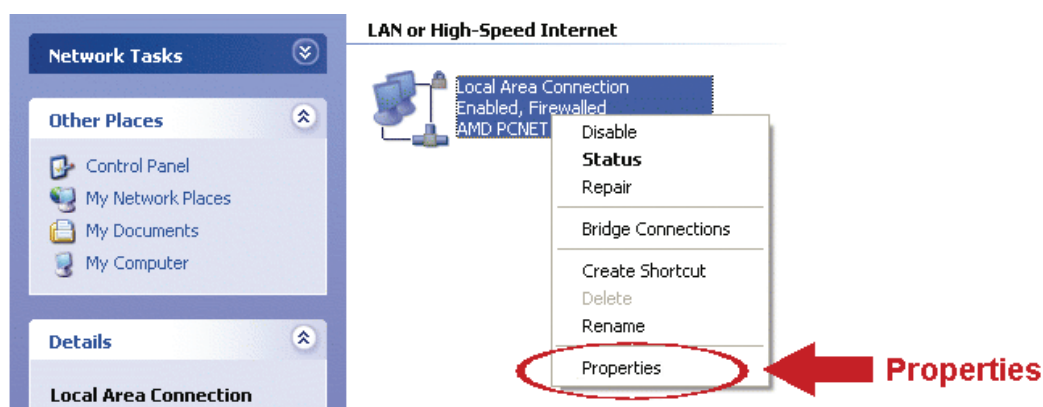 Network Tasks
Other Places
Control Panel
My Network Places
My Documents
My Computer
Details
Local Area Connection
LAN or High-Speed Internet
Local Area Connection
Enabled, Firewalled
AMD PCNET
Disable
Status
Repair
Bridge Connections
Create Shortcut
Delete
Rename
Properties
Properties